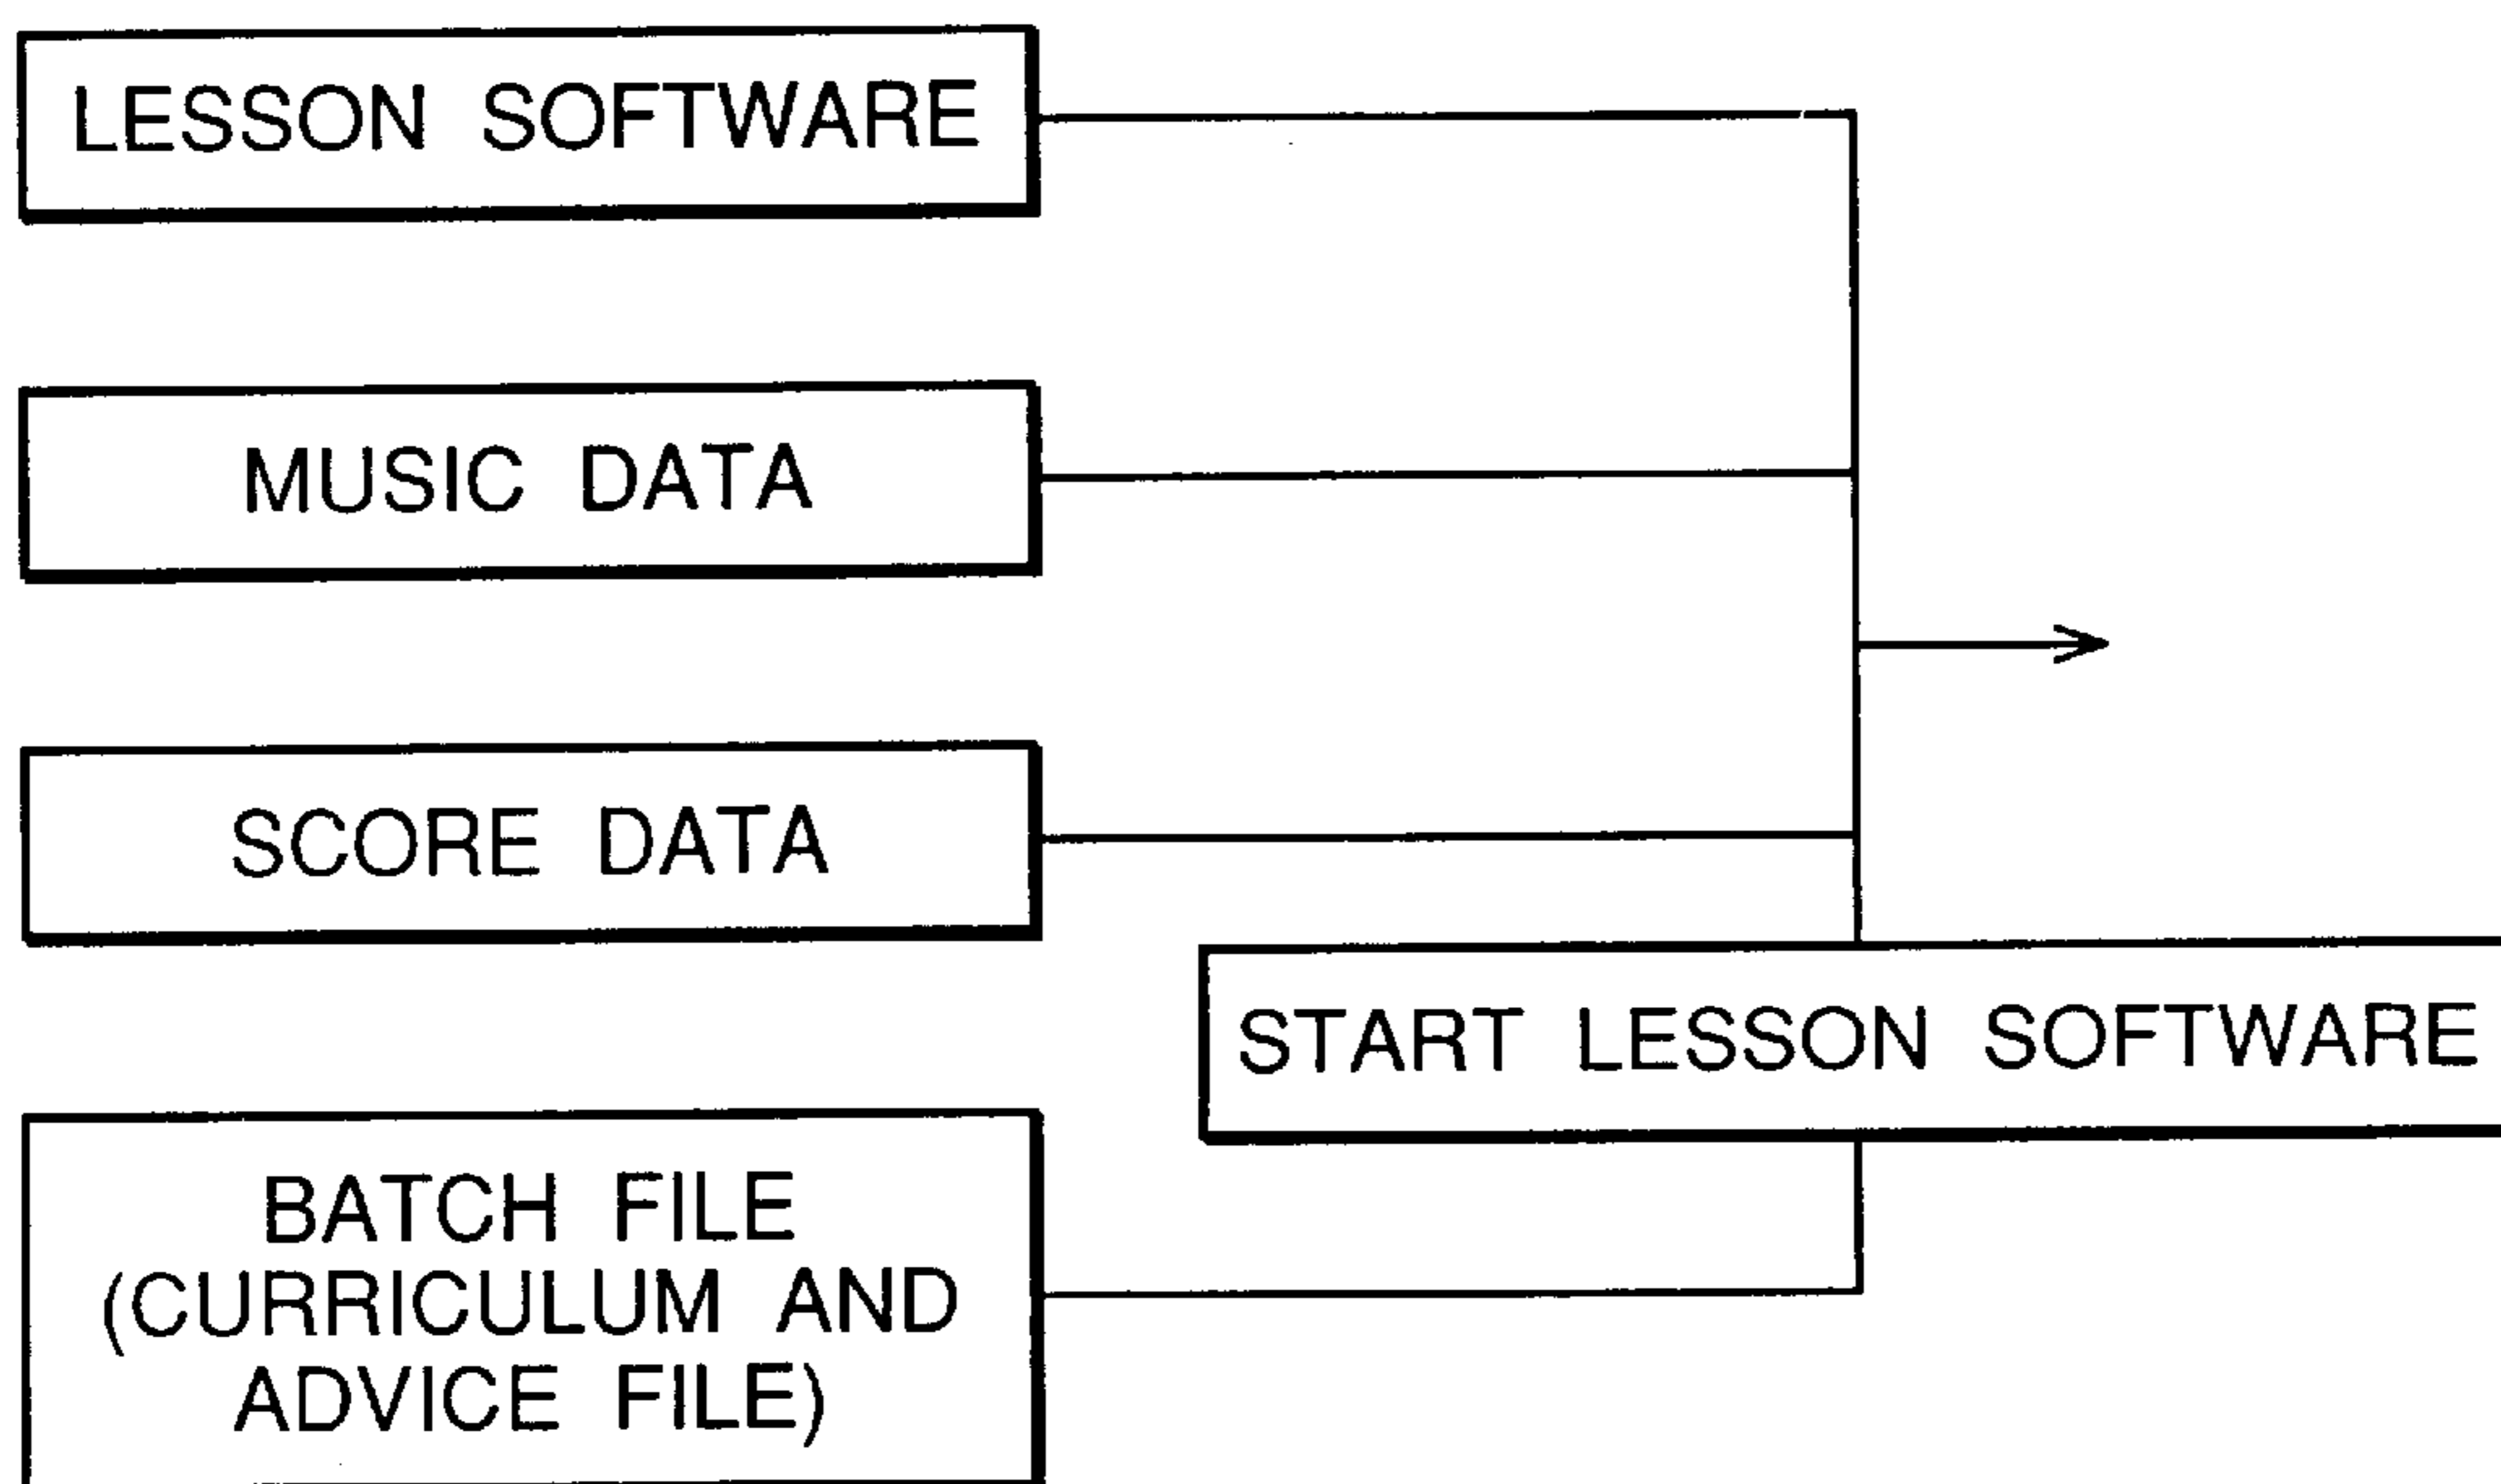 LESSON SOFTWARE
MUSIC DATA
SCORE DATA
START LESSON SOFTWARE
BATCH FILE
(CURRICULUM AND
ADVICE FILE)